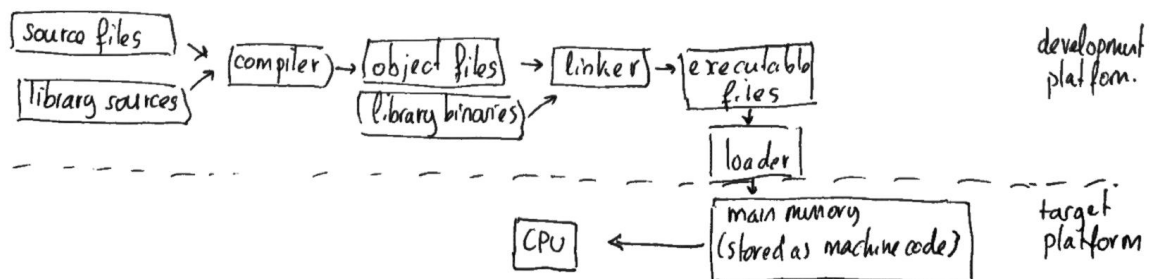 source files
library sources
compiler
object files
library binaries
linker
executable
files
development
platform.
loader
main memory
(stored as machine code)
CPU
target
platform